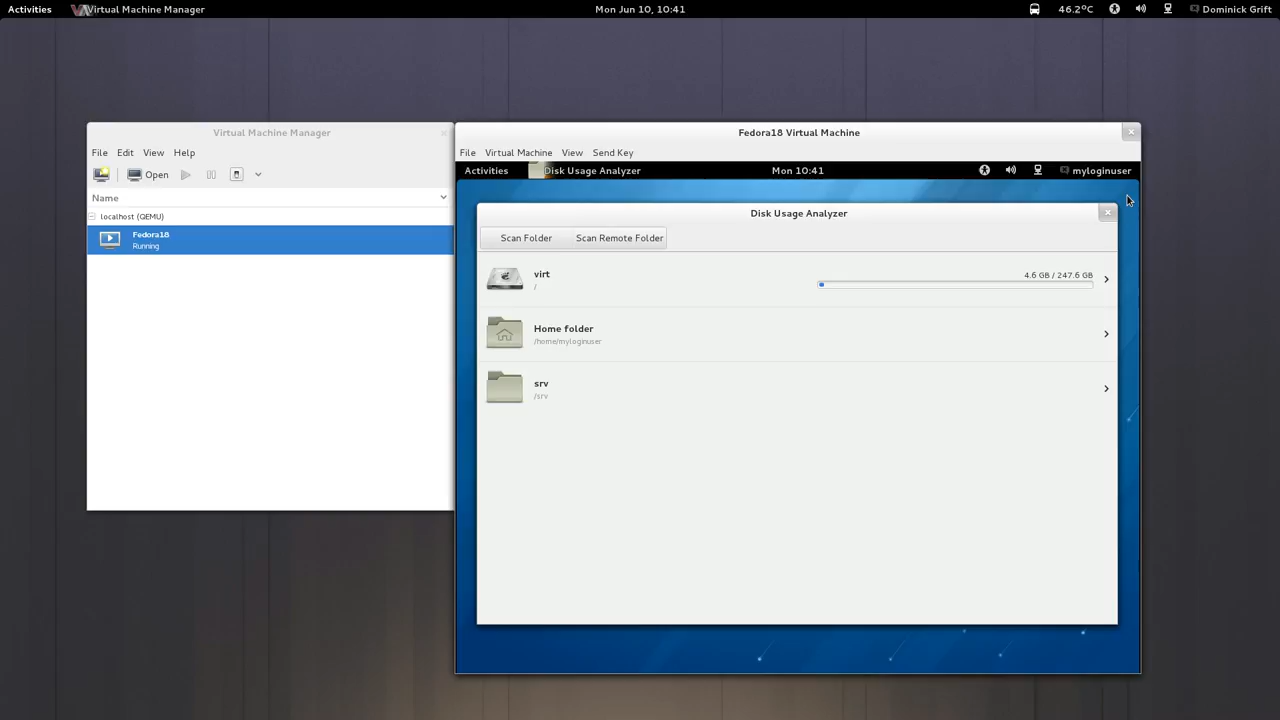 Activities Virtual Machine Manager Mon Jun 10, 10:41 46.2°C Dominick Grift
Virtual Machine Manager
File Edit View Help
Open
Name
localhost (QEMU)
Fedora18
Running
Fedora18 Virtual Machine
File Virtual Machine View Send Key
Activities Disk Usage Analyzer Mon 10:41 myloginuser
Disk Usage Analyzer
Scan Folder Scan Remote Folder
virt 4.6 GB / 247.6 GB
/
Home folder
/home/myloginuser
srv
/srv